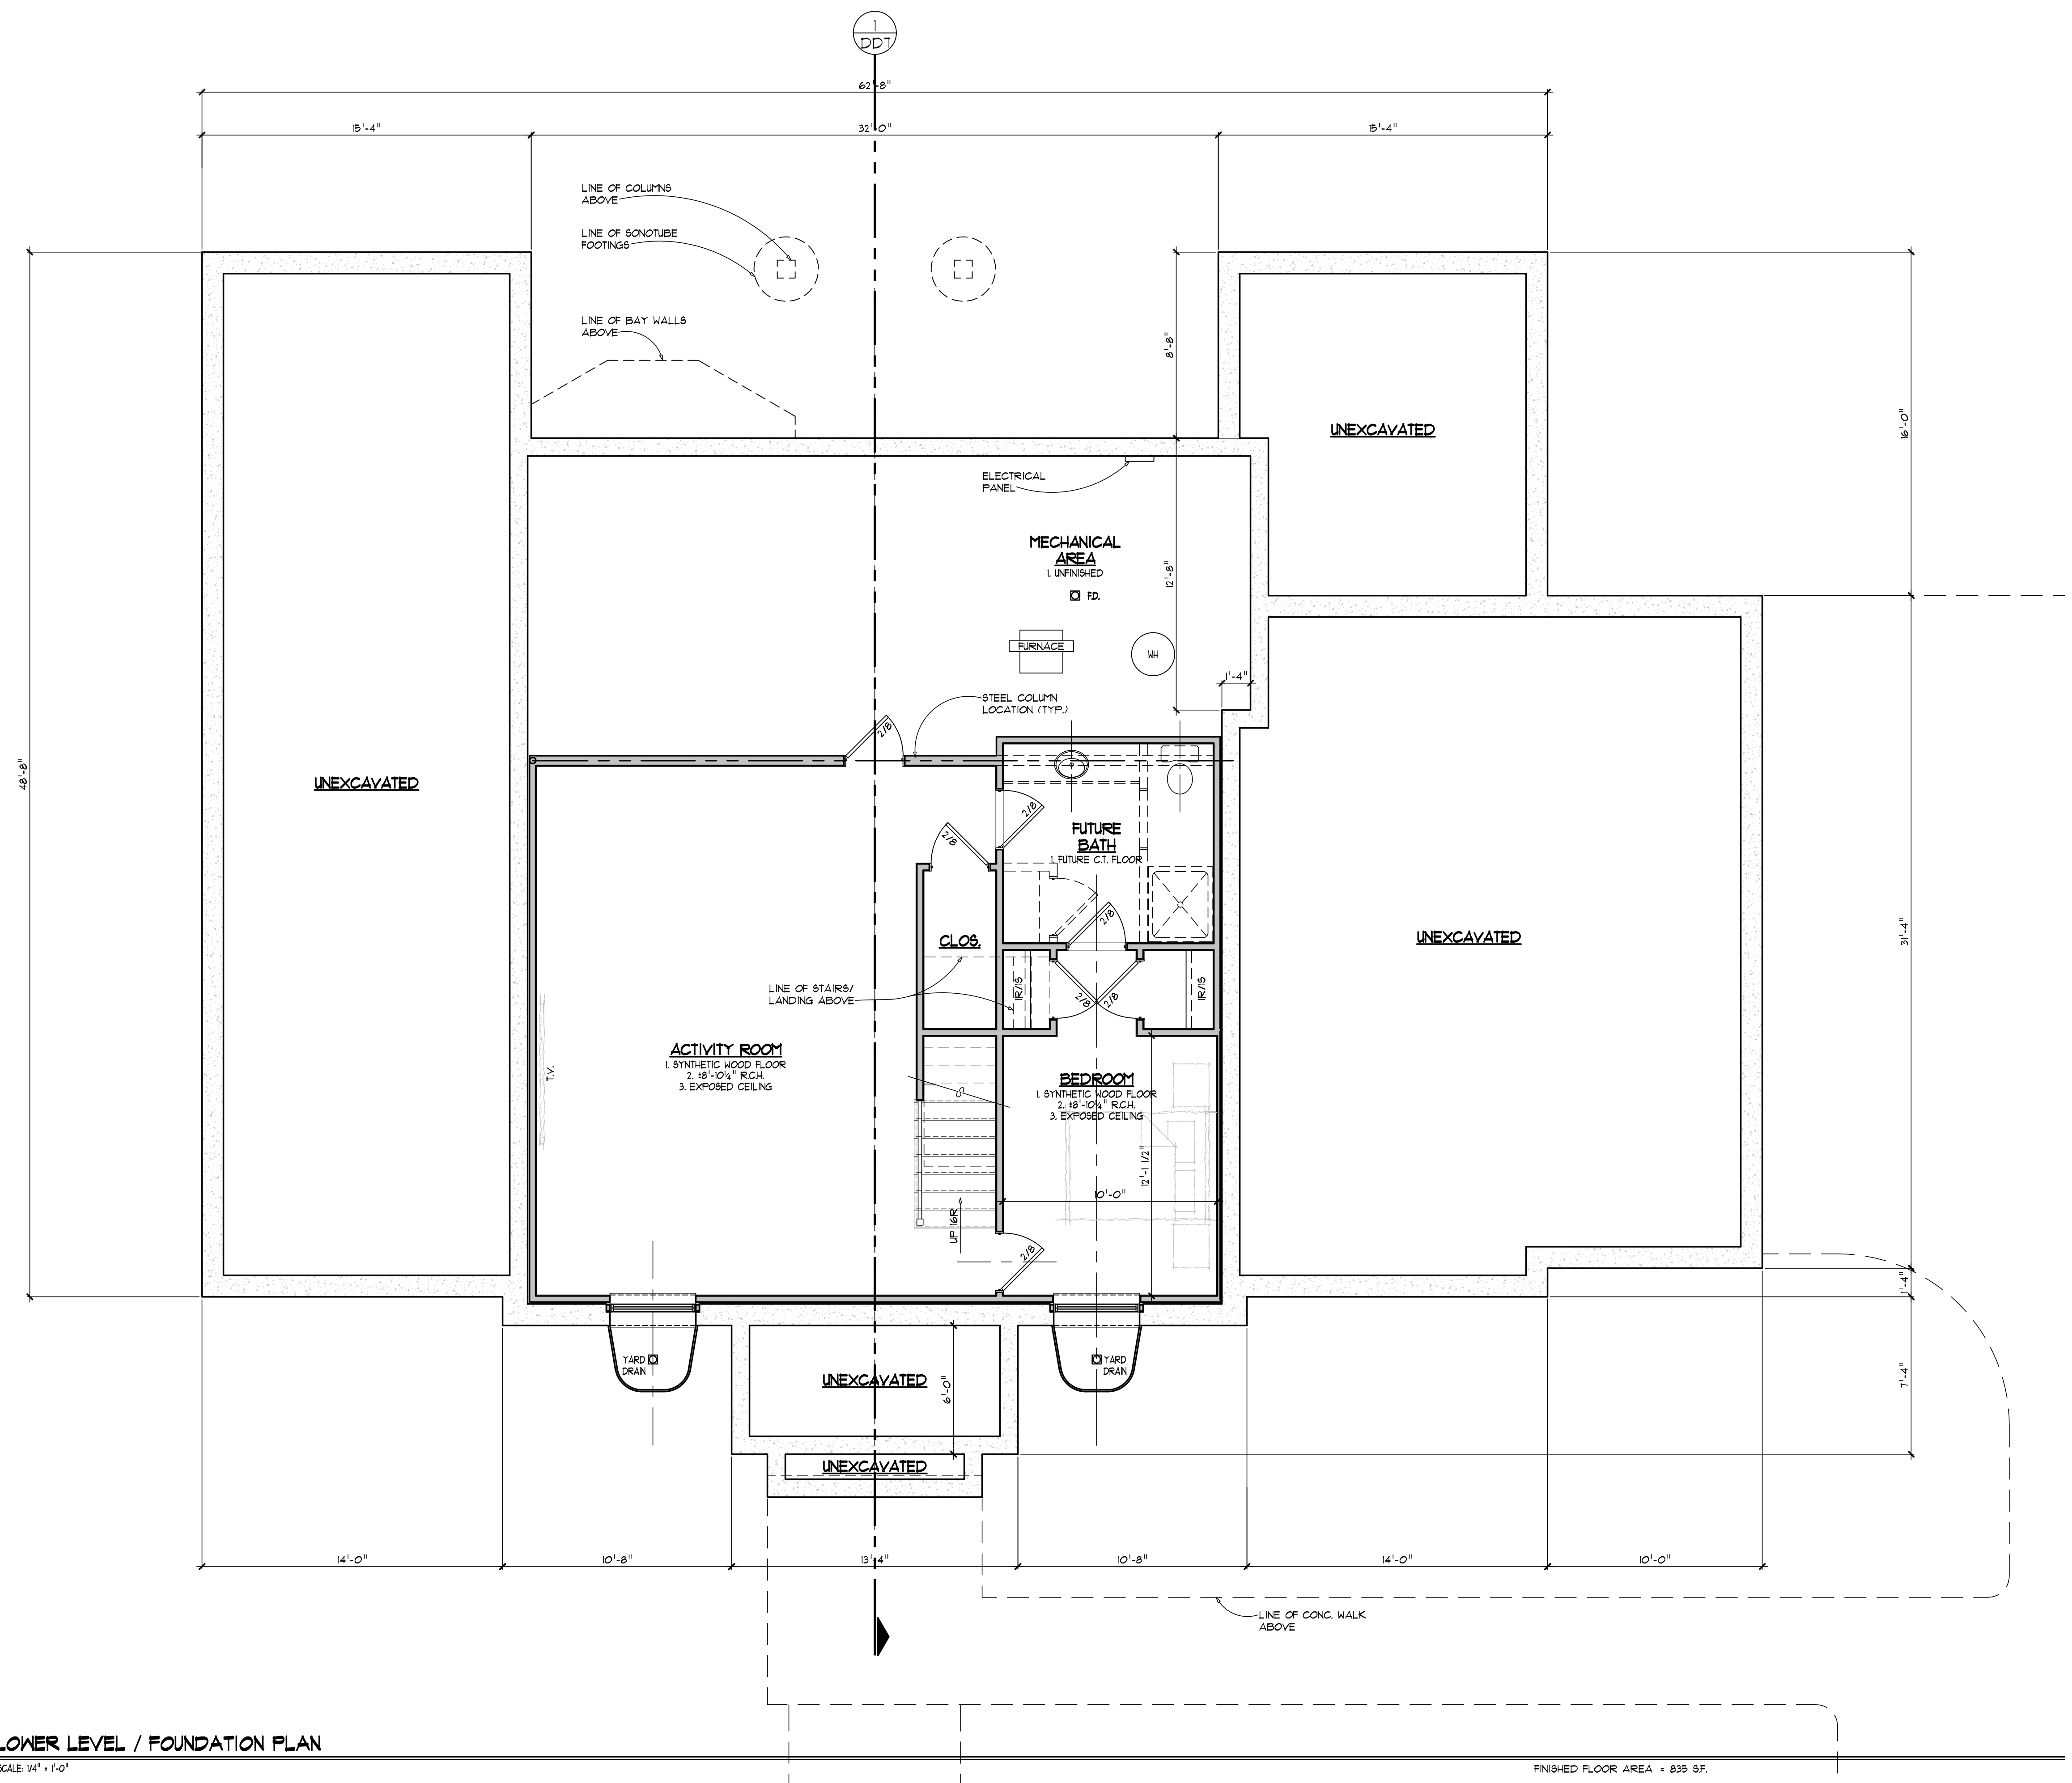 1
DD7
62'-8"
15'-4"
32'-0"
15'-4"
LINE OF COLUMNS
ABOVE
LINE OF SONOTUBE
FOOTINGS
LINE OF BAY WALLS
ABOVE
8'-8"
16'-0"
UNEXCAVATED
ELECTRICAL
PANEL
MECHANICAL
AREA
1. UNFINISHED
F.D.
12'-8"
FURNACE
WH
1'-4"
STEEL COLUMN
LOCATION (TYP.)
2/8
48'-8"
UNEXCAVATED
2/8
2/8
FUTURE
BATH
1. FUTURE C.T. FLOOR
2/8
CLOS.
UNEXCAVATED
31'-4"
LINE OF STAIRS/
LANDING ABOVE
1R/1S
2/8
2/8
1R/1S
ACTIVITY ROOM
1. SYNTHETIC WOOD FLOOR
2. ±8'-10¼" R.C.H.
3. EXPOSED CEILING
T.V.
BEDROOM
1. SYNTHETIC WOOD FLOOR
2. ±8'-10¼" R.C.H.
3. EXPOSED CEILING
12'-1 1/2"
10'-0"
UP 16R
2/8
1'-4"
YARD
DRAIN
YARD
DRAIN
UNEXCAVATED
6'-0"
7'-4"
UNEXCAVATED
14'-0"
10'-8"
13'-4"
10'-8"
14'-0"
10'-0"
LINE OF CONC. WALK
ABOVE
LOWER LEVEL / FOUNDATION PLAN
SCALE: 1/4" = 1'-0"
FINISHED FLOOR AREA = 835 S.F.